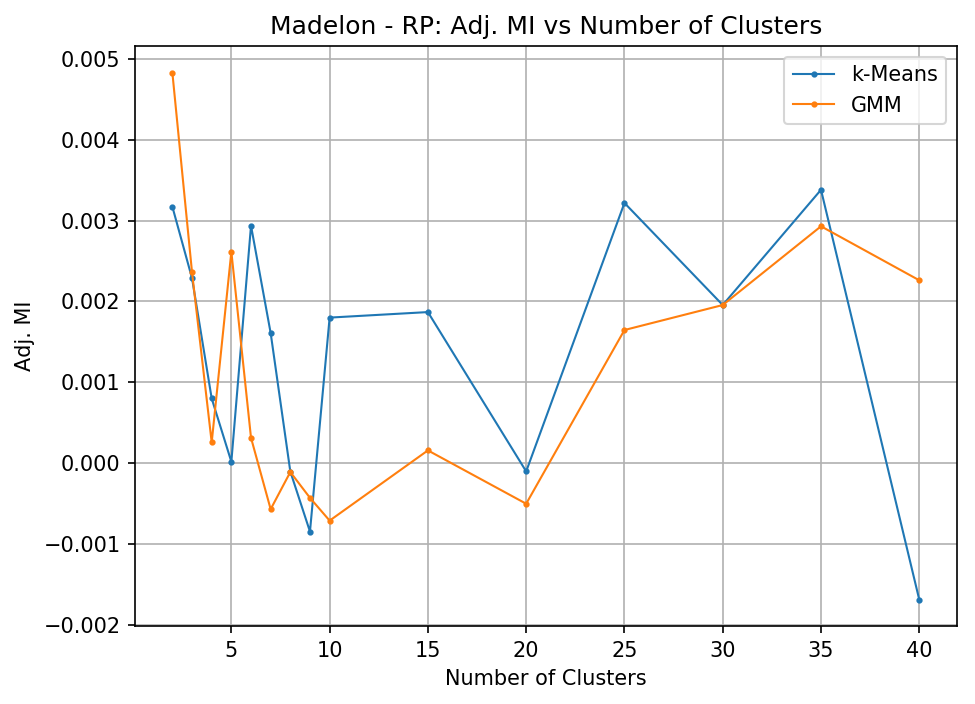 Madelon - RP: Adj. MI vs Number of Clusters
k-Means
GMM
Adj. MI
0.005
0.004
0.003
0.002
0.001
0.000
−0.001
−0.002
5 10 15 20 25 30 35 40
Number of Clusters